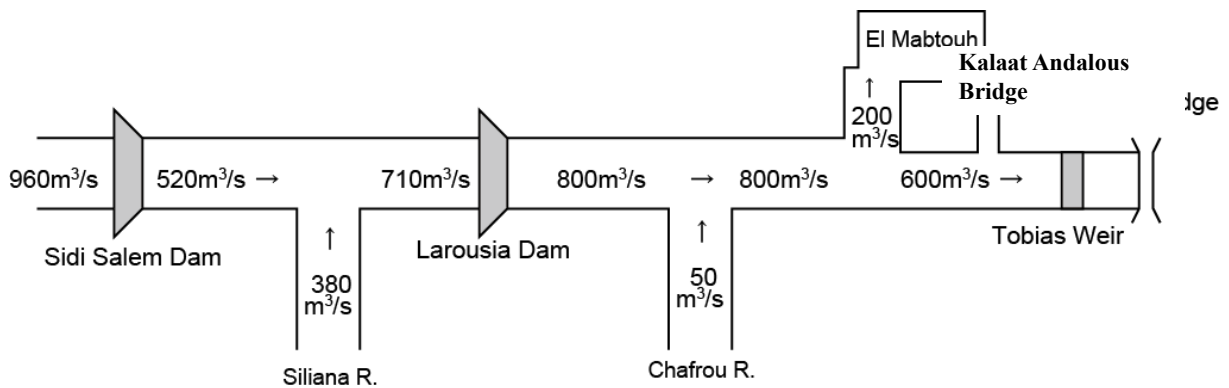 El Mabtouh
Kalaat Andalous
Bridge
dge
200
m³/s
960m³/s
520m³/s →
710m³/s
800m³/s
→
800m³/s
600m³/s →
Sidi Salem Dam
Larousia Dam
Tobias Weir
↑
380
m³/s
↑
50
m³/s
↑
Siliana R.
Chafrou R.